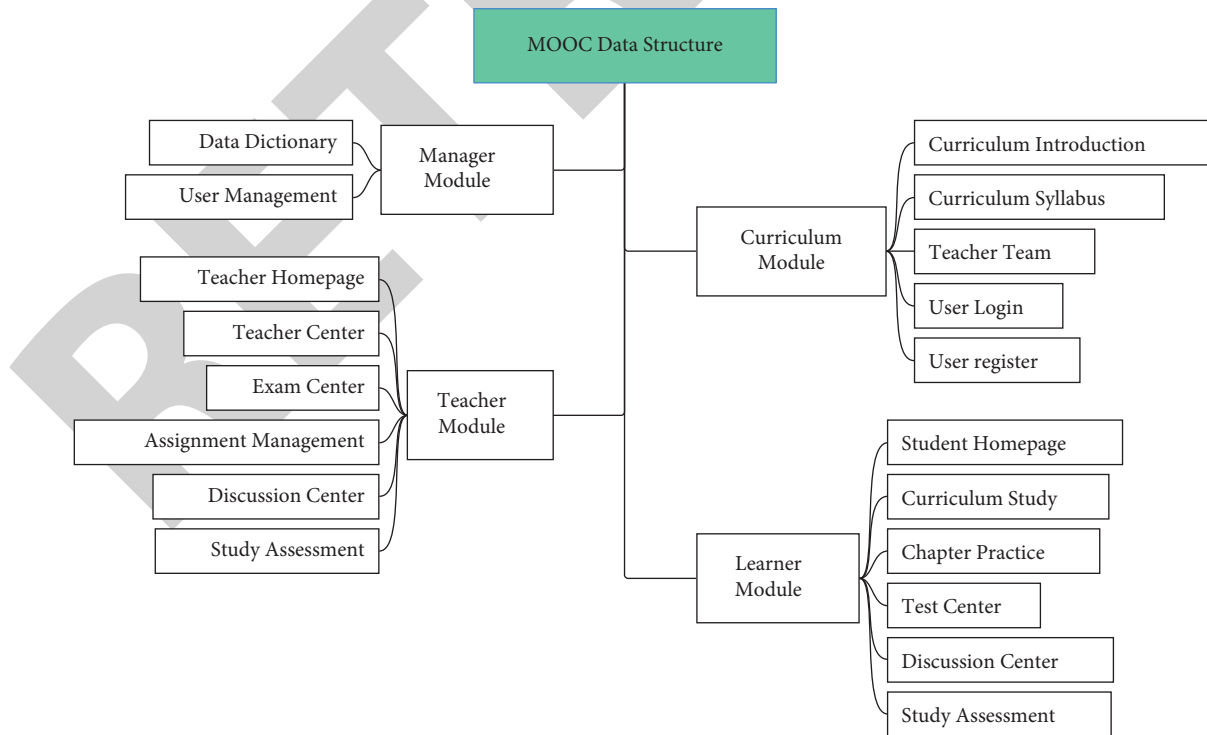 MOOC Data Structure
Data Dictionary
User Management
Manager
Module
Teacher Homepage
Teacher Center
Exam Center
Assignment Management
Discussion Center
Study Assessment
Teacher
Module
Curriculum
Module
Curriculum Introduction
Curriculum Syllabus
Teacher Team
User Login
User register
Learner
Module
Student Homepage
Curriculum Study
Chapter Practice
Test Center
Discussion Center
Study Assessment